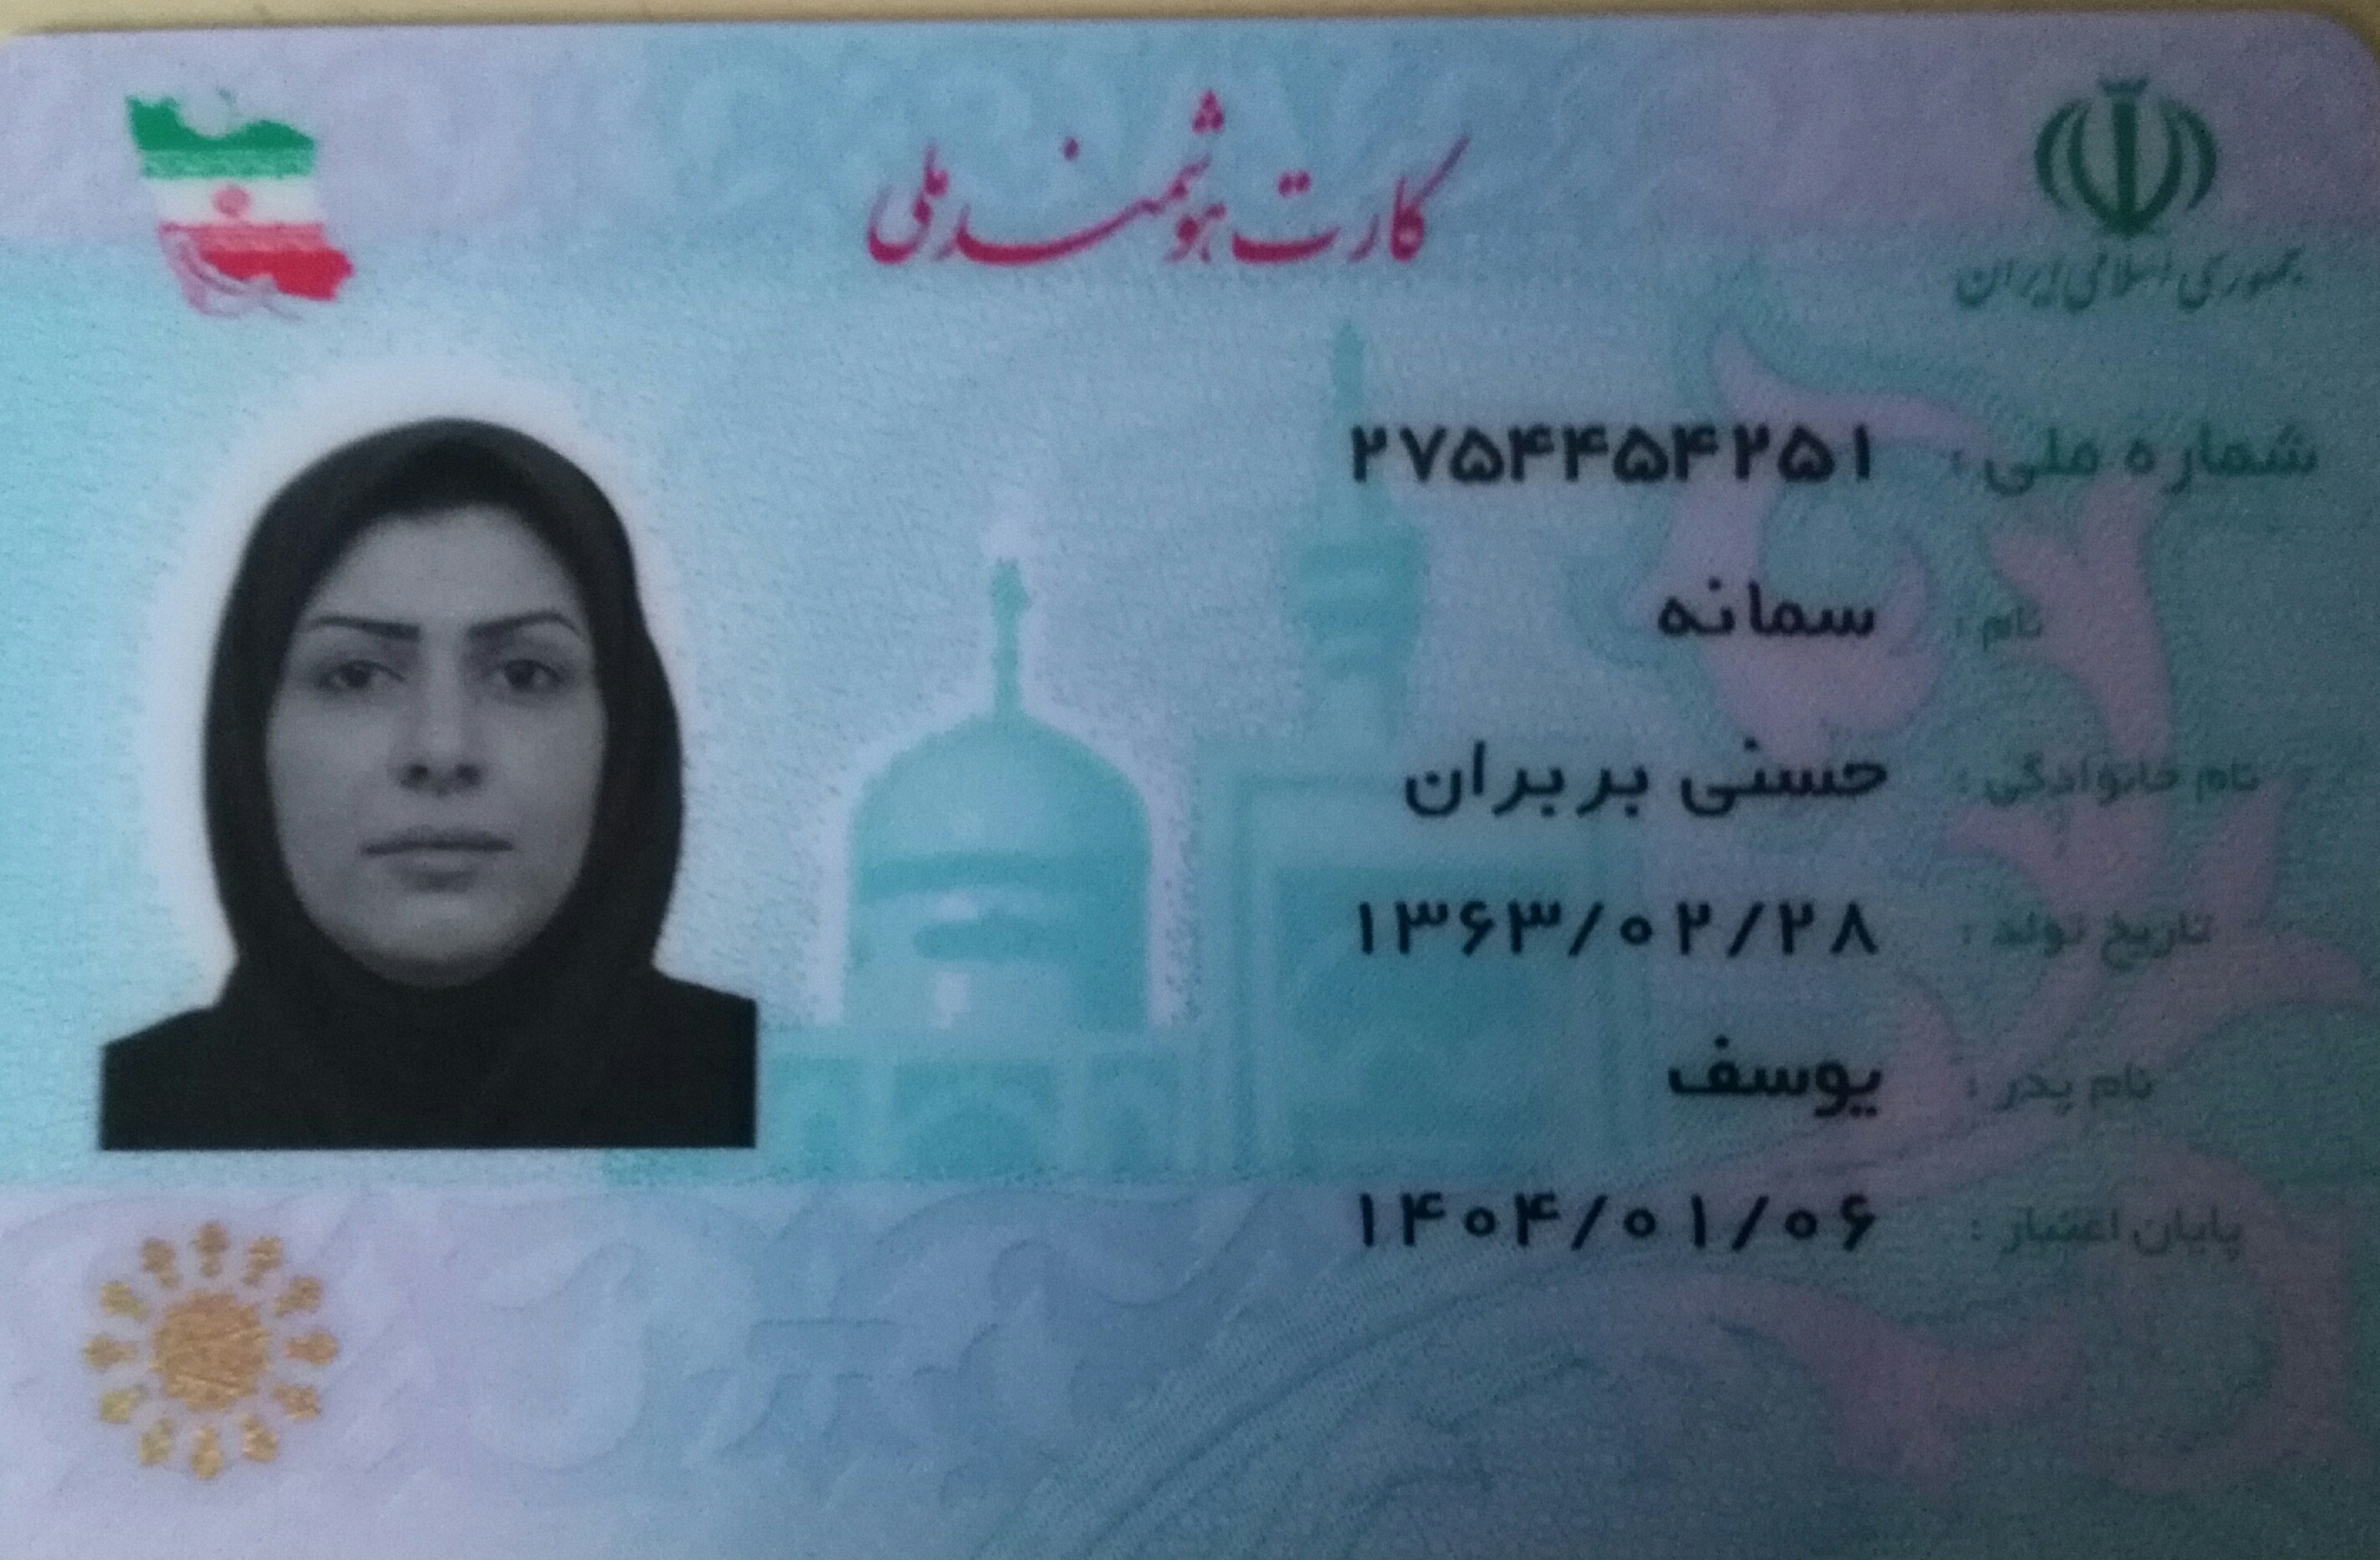 کارت هوشمند ملی
جمهوری اسلامی ایران
شماره ملی : ۲۷۵۴۴۵۴۲۵۱
نام : سمانه
نام خانوادگی : حسنی بربران
تاریخ تولد : ۱۳۶۳/۰۲/۲۸
نام پدر : یوسف
پایان اعتبار : ۱۴۰۴/۰۱/۰۶